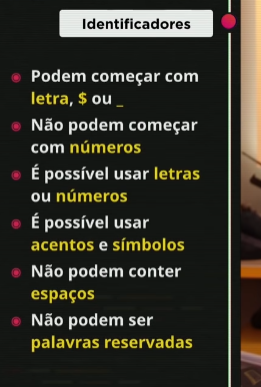 Identificadores
Podem começar com
letra, $ ou _
Não podem começar
com números
É possível usar letras
ou números
É possível usar
acentos e símbolos
Não podem conter
espaços
Não podem ser
palavras reservadas